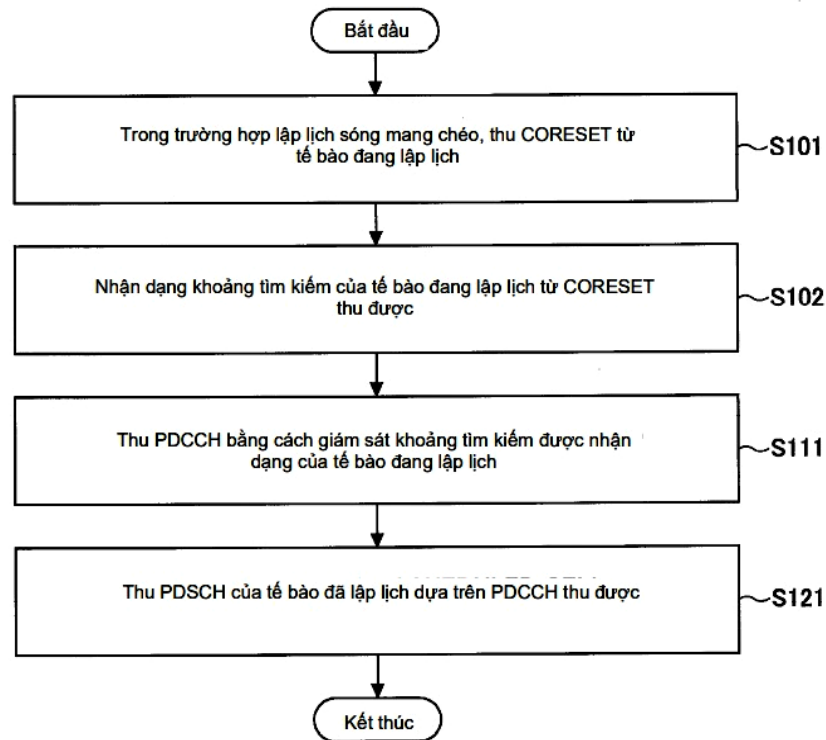 Bắt đầu
Trong trường hợp lập lịch sóng mang chéo, thu CORESET từ
tế bào đang lập lịch
S101
Nhận dạng khoảng tìm kiếm của tế bào đang lập lịch từ CORESET
thu được
S102
Thu PDCCH bằng cách giám sát khoảng tìm kiếm được nhận
dạng của tế bào đang lập lịch
S111
Thu PDSCH của tế bào đã lập lịch dựa trên PDCCH thu được
S121
Kết thúc